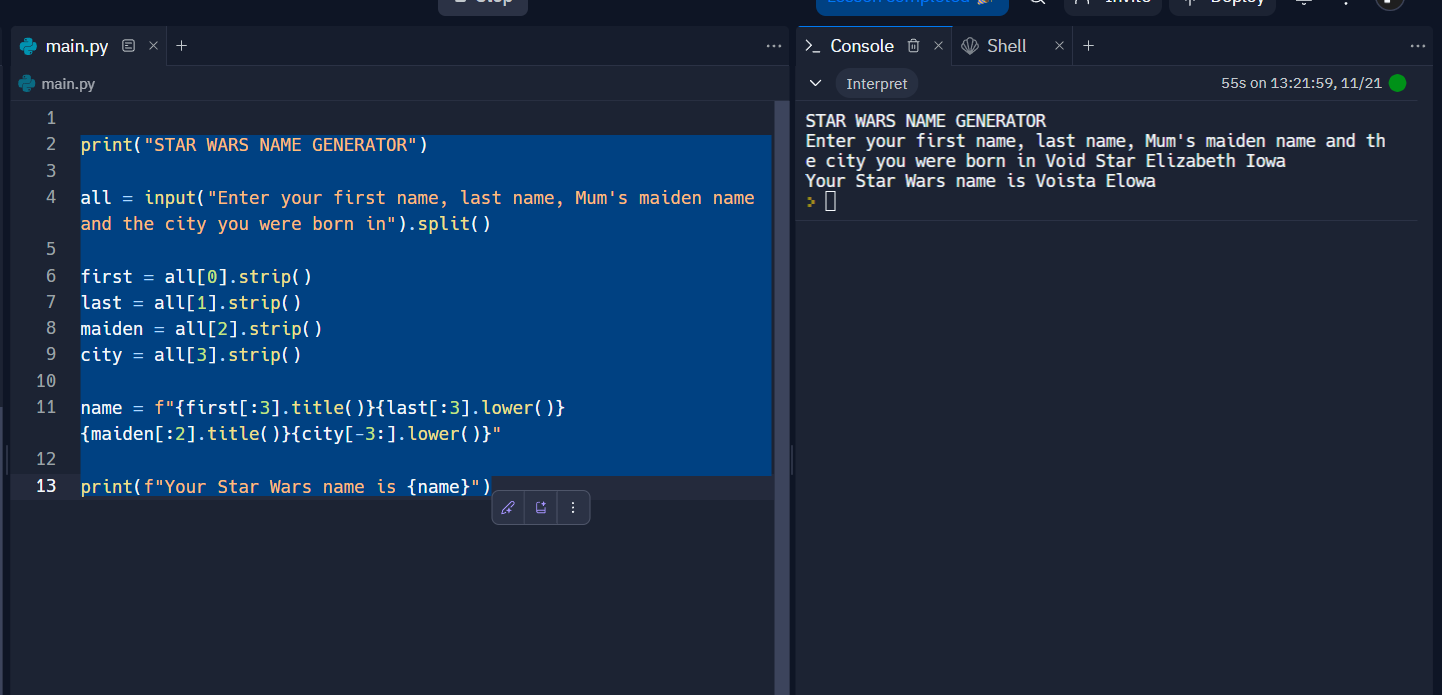 Stop
Lesson completed
Invite
Deploy
main.py
Console
Shell
main.py
Interpret
55s on 13:21:59, 11/21
1
2 print("STAR WARS NAME GENERATOR")
3
4 all = input("Enter your first name, last name, Mum's maiden name
and the city you were born in").split()
5
6 first = all[0].strip()
7 last = all[1].strip()
8 maiden = all[2].strip()
9 city = all[3].strip()
10
11 name = f"{first[:3].title()}{last[:3].lower()}
{maiden[:2].title()}{city[-3:].lower()}"
12
13 print(f"Your Star Wars name is {name}")
STAR WARS NAME GENERATOR
Enter your first name, last name, Mum's maiden name and th
e city you were born in Void Star Elizabeth Iowa
Your Star Wars name is Voista Elowa